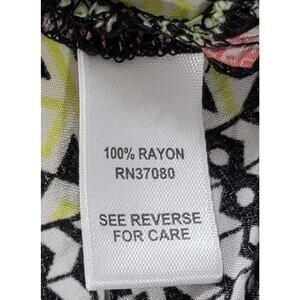 100% RAYON
RN37080
SEE REVERSE
FOR CARE